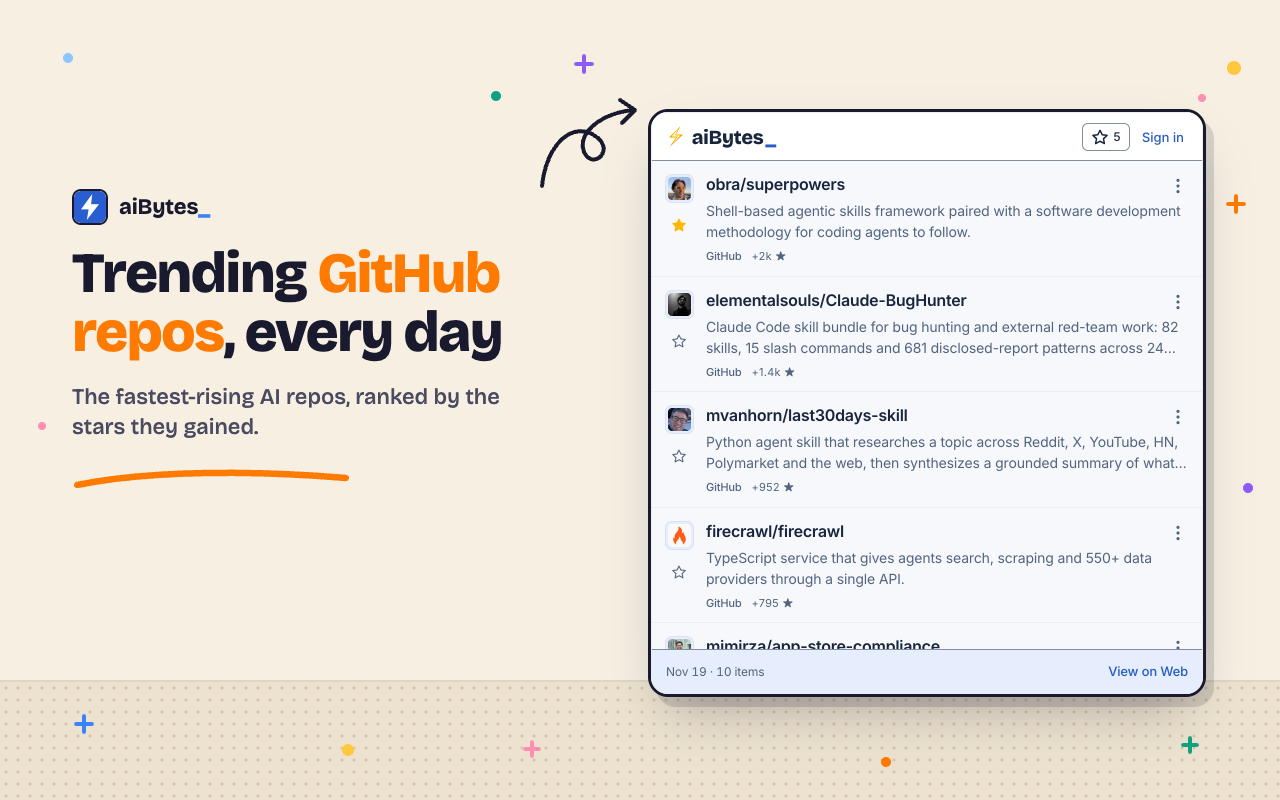 aiBytes_
Trending GitHub
repos, every day
The fastest-rising AI repos, ranked by the
stars they gained.
aiBytes_
5
Sign in
obra/superpowers
Shell-based agentic skills framework paired with a software development
methodology for coding agents to follow.
GitHub +2k ★
elementalsouls/Claude-BugHunter
Claude Code skill bundle for bug hunting and external red-team work: 82
skills, 15 slash commands and 681 disclosed-report patterns across 24...
GitHub +1.4k ★
mvanhorn/last30days-skill
Python agent skill that researches a topic across Reddit, X, YouTube, HN,
Polymarket and the web, then synthesizes a grounded summary of what...
GitHub +952 ★
firecrawl/firecrawl
TypeScript service that gives agents search, scraping and 550+ data
providers through a single API.
GitHub +795 ★
mimirza/app-store-compliance
Nov 19 · 10 items
View on Web